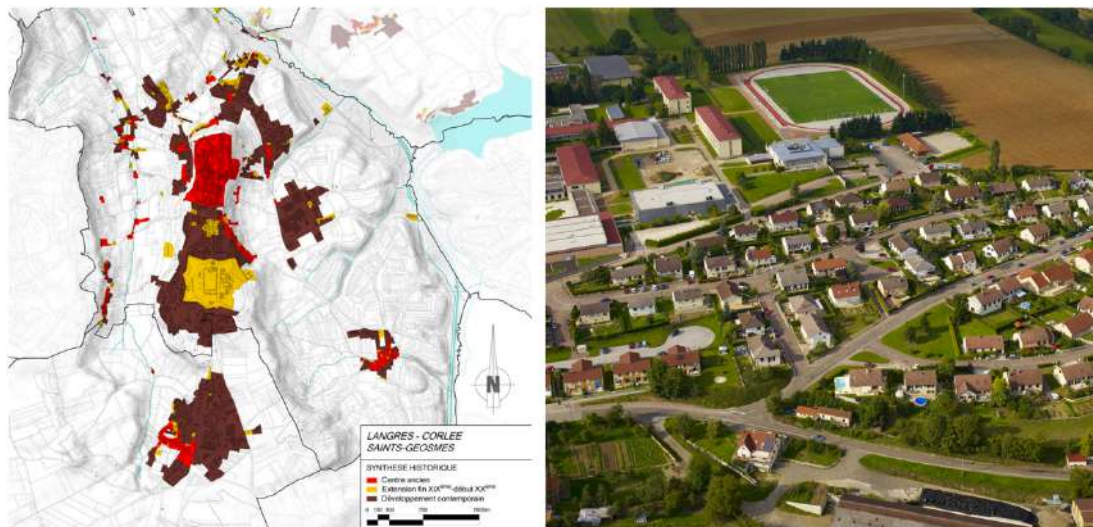 N
LANGRES - CORLEE
SAINTS-GEOSMES
SYNTHESE HISTORIQUE
Centre ancien
Extension fin XIXème-début XXème
Développement contemporain